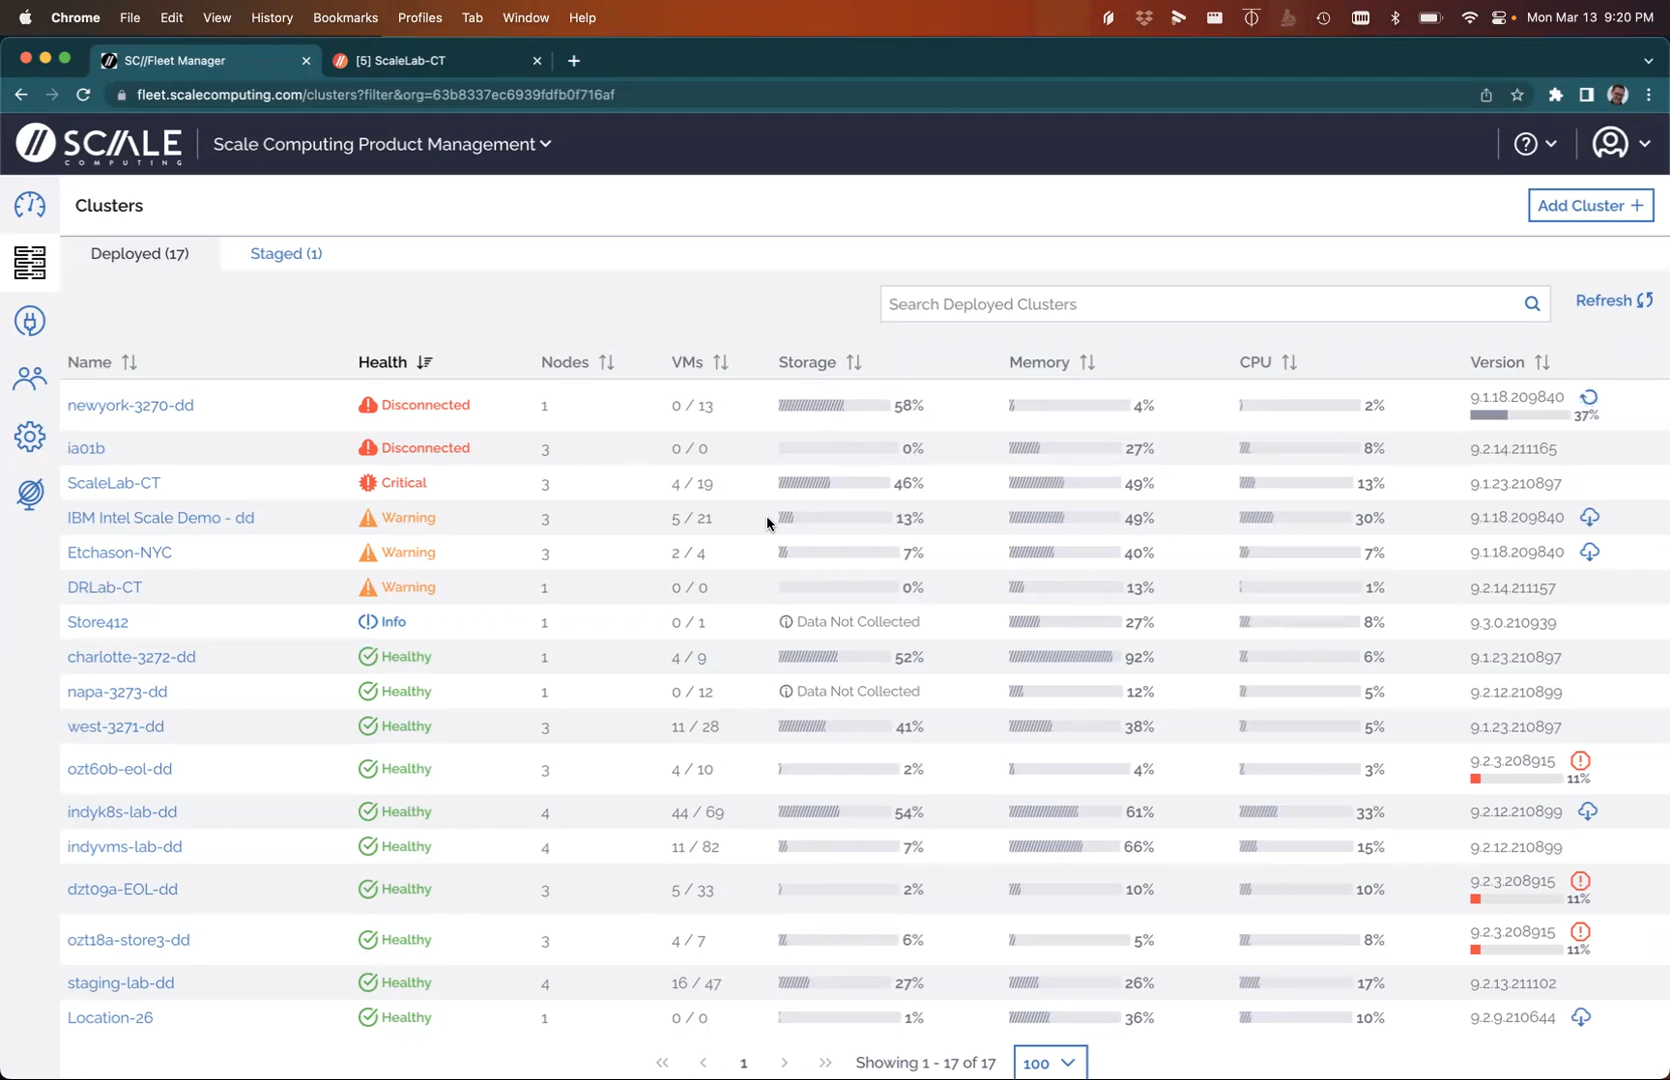 Chrome File Edit View History Bookmarks Profiles Tab Window Help Mon Mar 13 9:20 PM
SC//Fleet Manager [5] ScaleLab-CT
fleet.scalecomputing.com/clusters?filter&org=63b8337ec6939fdfb0f716af
SCALE COMPUTING Scale Computing Product Management
Clusters Add Cluster +
Deployed (17) Staged (1)
Search Deployed Clusters Refresh
Name Health Nodes VMs Storage Memory CPU Version
newyork-3270-dd Disconnected 1 0 / 13 58% 4% 2% 9.1.18.209840 37%
ia01b Disconnected 3 0 / 0 0% 27% 8% 9.2.14.211165
ScaleLab-CT Critical 3 4 / 19 46% 49% 13% 9.1.23.210897
IBM Intel Scale Demo - dd Warning 3 5 / 21 13% 49% 30% 9.1.18.209840
Etchason-NYC Warning 3 2 / 4 7% 40% 7% 9.1.18.209840
DRLab-CT Warning 1 0 / 0 0% 13% 1% 9.2.14.211157
Store412 Info 1 0 / 1 Data Not Collected 27% 8% 9.3.0.210939
charlotte-3272-dd Healthy 1 4 / 9 52% 92% 6% 9.1.23.210897
napa-3273-dd Healthy 1 0 / 12 Data Not Collected 12% 5% 9.2.12.210899
west-3271-dd Healthy 3 11 / 28 41% 38% 5% 9.1.23.210897
ozt60b-eol-dd Healthy 3 4 / 10 2% 4% 3% 9.2.3.208915 11%
indyk8s-lab-dd Healthy 4 44 / 69 54% 61% 33% 9.2.12.210899
indyvms-lab-dd Healthy 4 11 / 82 7% 66% 15% 9.2.12.210899
dzt09a-EOL-dd Healthy 3 5 / 33 2% 10% 10% 9.2.3.208915 11%
ozt18a-store3-dd Healthy 3 4 / 7 6% 5% 8% 9.2.3.208915 11%
staging-lab-dd Healthy 4 16 / 47 27% 26% 17% 9.2.13.211102
Location-26 Healthy 1 0 / 0 1% 36% 10% 9.2.9.210644
« ‹ 1 › » Showing 1 - 17 of 17 100